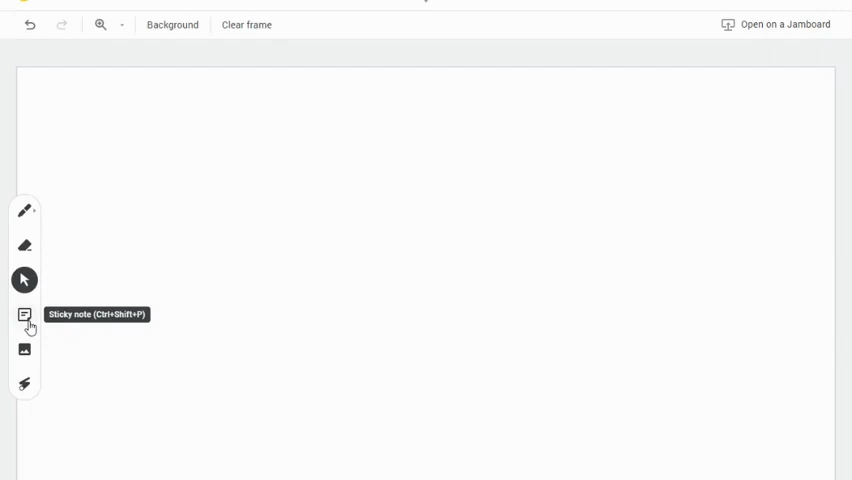 Background
Clear frame
Open on a Jamboard
Sticky note (Ctrl+Shift+P)